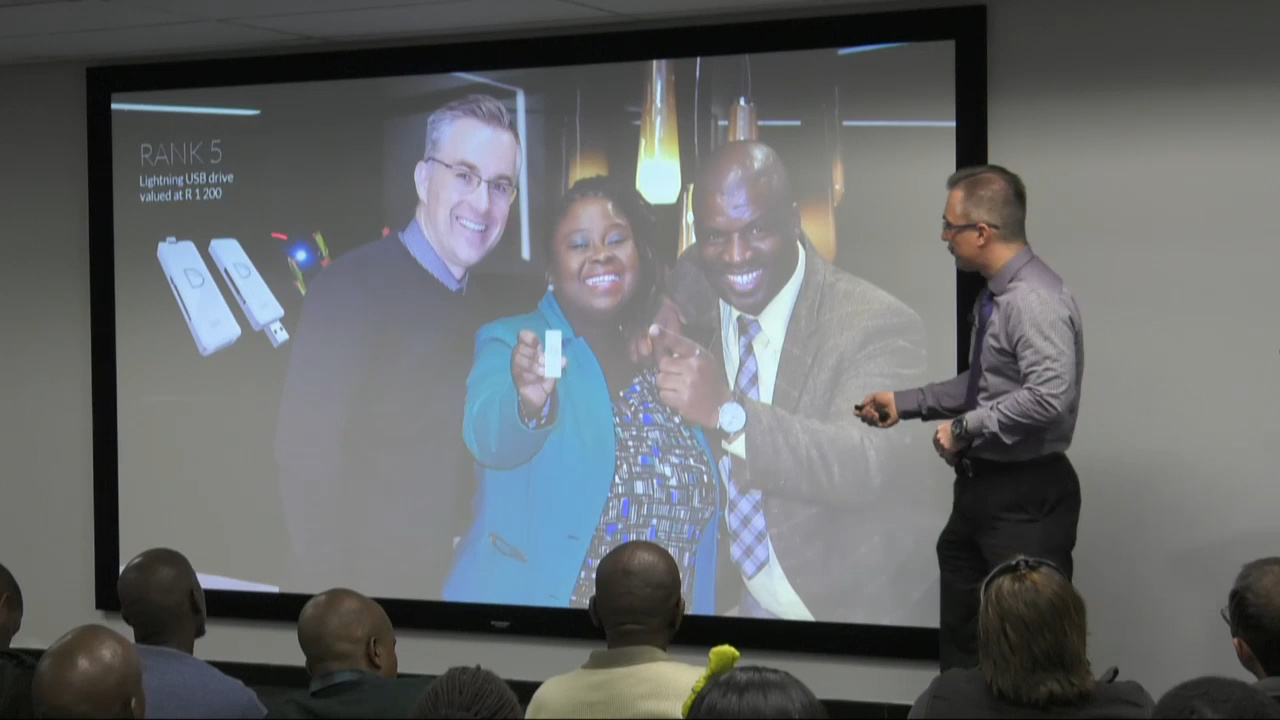 RANK 5
Lightning USB drive
valued at R 1 200
D
D